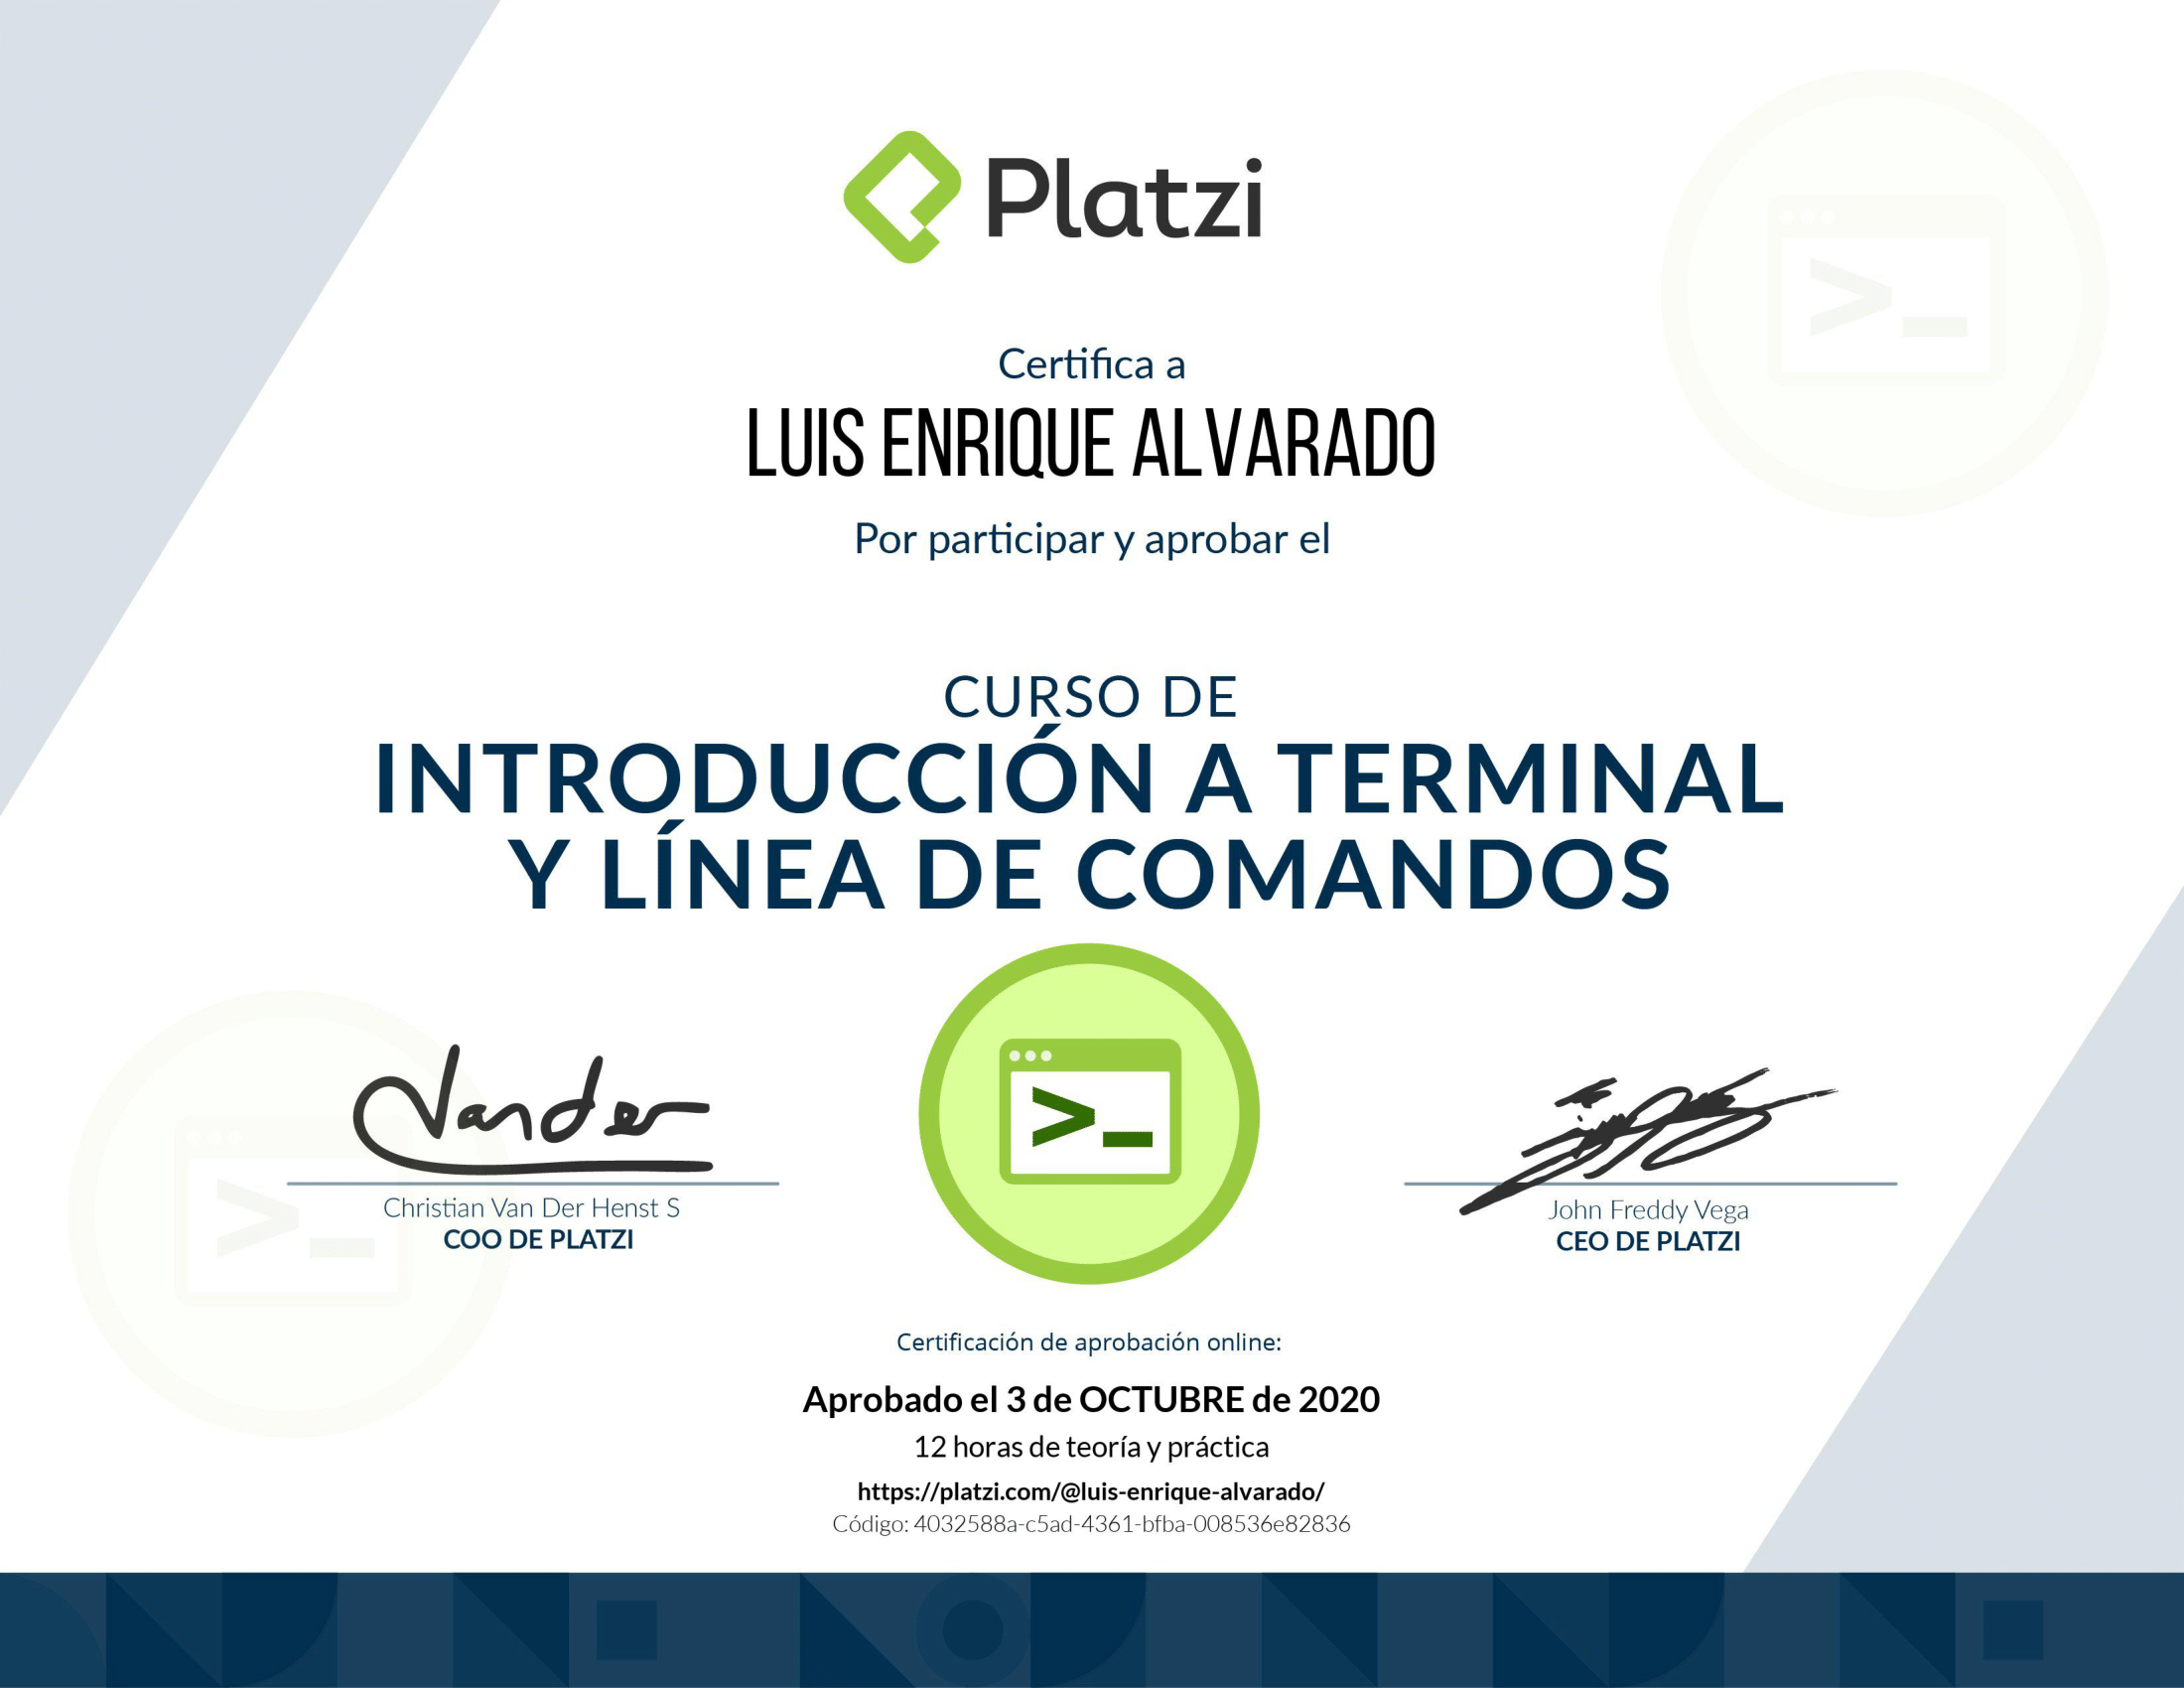 Platzi
Certifica a
LUIS ENRIQUE ALVARADO
Por participar y aprobar el
CURSO DE
INTRODUCCIÓN A TERMINAL
Y LÍNEA DE COMANDOS
>_
Vander
Christian Van Der Henst S
COO DE PLATZI
John Freddy Vega
CEO DE PLATZI
Certificación de aprobación online:
Aprobado el 3 de OCTUBRE de 2020
12 horas de teoría y práctica
https://platzi.com/@luis-enrique-alvarado/
Código: 4032588a-c5ad-4361-bfba-008536e82836